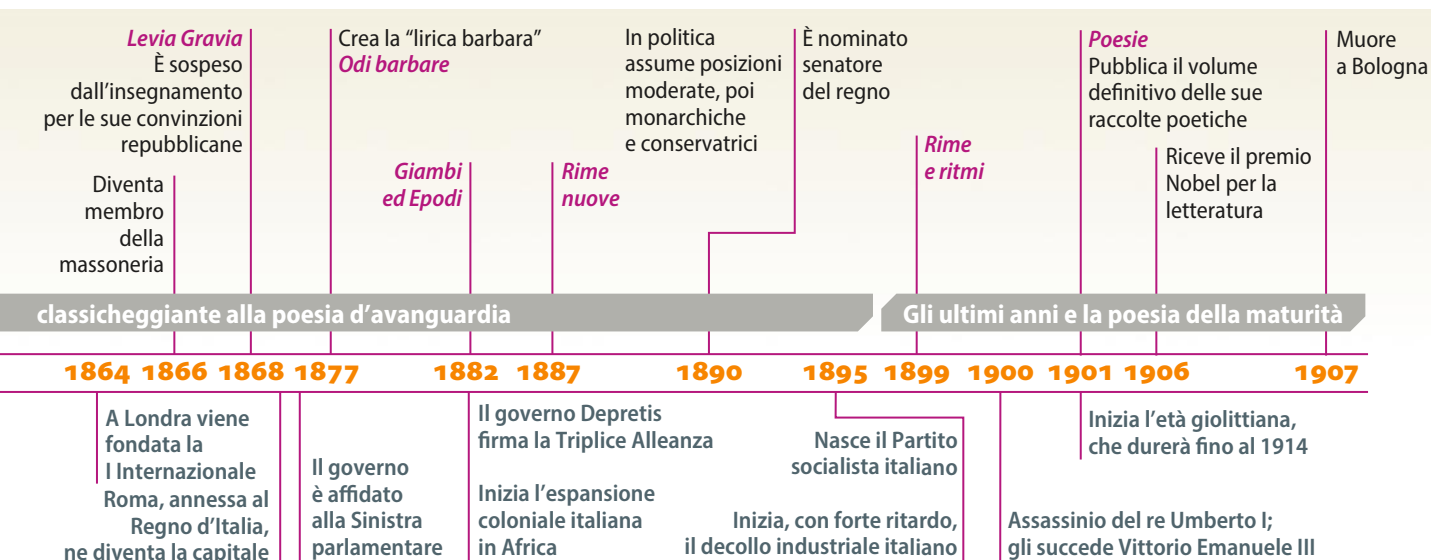 Levia Gravia
È sospeso
dall'insegnamento
per le sue convinzioni
repubblicane
Diventa
membro
della
massoneria
Crea la "lirica barbara"
Odi barbare
Giambi
ed Epodi
Rime
nuove
In politica
assume posizioni
moderate, poi
monarchiche
e conservatrici
È nominato
senatore
del regno
Rime
e ritmi
Poesie
Pubblica il volume
definitivo delle sue
raccolte poetiche
Riceve il premio
Nobel per la
letteratura
Muore
a Bologna
classicheggiante alla poesia d'avanguardia
Gli ultimi anni e la poesia della maturità
1864 1866 1868 1877 1882 1887 1890 1895 1899 1900 1901 1906 1907
A Londra viene
fondata la
I Internazionale
Roma, annessa al
Regno d'Italia,
ne diventa la capitale
Il governo
è affidato
alla Sinistra
parlamentare
Il governo Depretis
firma la Triplice Alleanza
Inizia l'espansione
coloniale italiana
in Africa
Nasce il Partito
socialista italiano
Inizia, con forte ritardo,
il decollo industriale italiano
Inizia l'età giolittiana,
che durerà fino al 1914
Assassinio del re Umberto I;
gli succede Vittorio Emanuele III